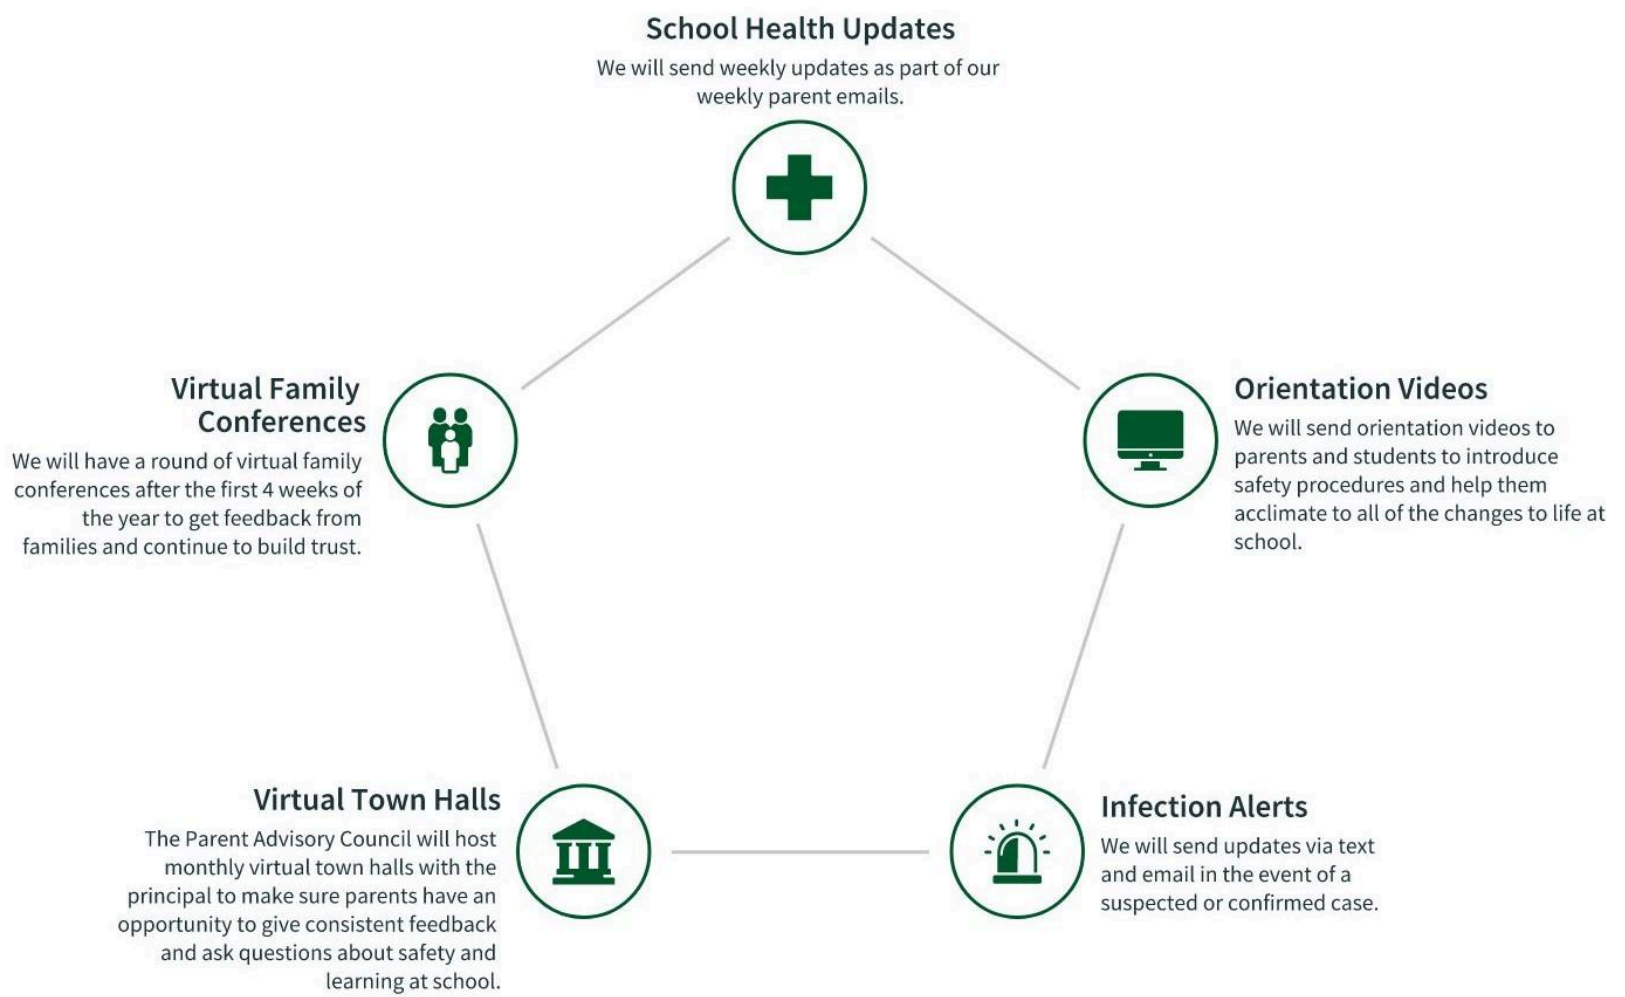 School Health Updates
We will send weekly updates as part of our
weekly parent emails.
Virtual Family
Conferences
We will have a round of virtual family
conferences after the first 4 weeks of
the year to get feedback from
families and continue to build trust.
Orientation Videos
We will send orientation videos to
parents and students to introduce
safety procedures and help them
acclimate to all of the changes to life at
school.
Virtual Town Halls
The Parent Advisory Council will host
monthly virtual town halls with the
principal to make sure parents have an
opportunity to give consistent feedback
and ask questions about safety and
learning at school.
Infection Alerts
We will send updates via text
and email in the event of a
suspected or confirmed case.